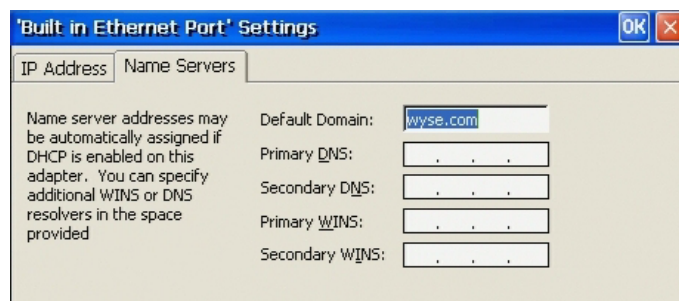 'Built in Ethernet Port' Settings OK
IP Address Name Servers
Name server addresses may
be automatically assigned if
DHCP is enabled on this
adapter. You can specify
additional WINS or DNS
resolvers in the space
provided
Default Domain: wyse.com
Primary DNS: . . .
Secondary DNS: . . .
Primary WINS: . . .
Secondary WINS: . . .